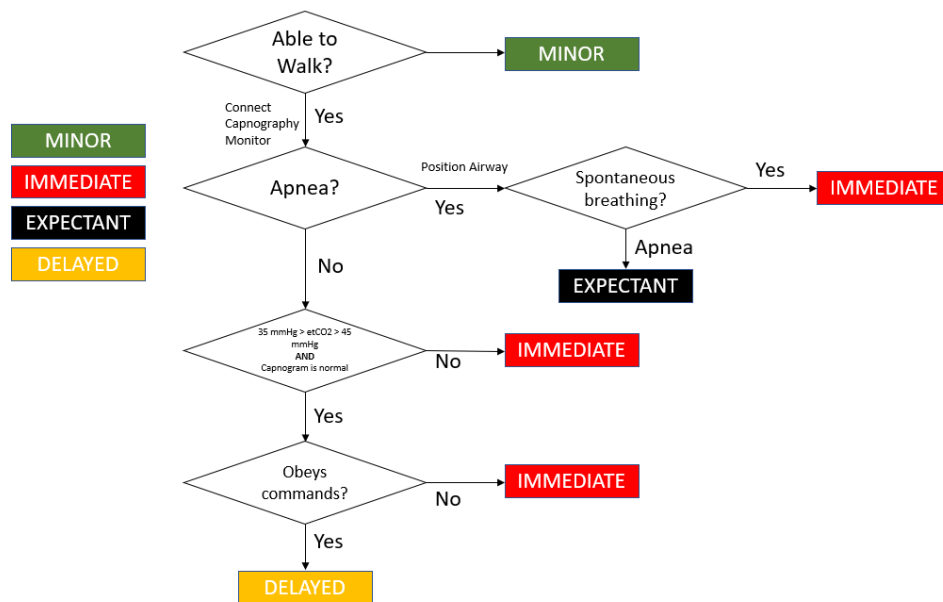 Able to
Walk?
MINOR
Connect
Capnography
Monitor
Yes
MINOR
IMMEDIATE
EXPECTANT
DELAYED
Apnea?
Position Airway
Yes
Spontaneous
breathing?
Yes
IMMEDIATE
Apnea
EXPECTANT
No
35 mmHg > etCO2 > 45
mmHg
AND
Capnogram is normal
No
IMMEDIATE
Yes
Obeys
commands?
No
IMMEDIATE
Yes
DELAYED